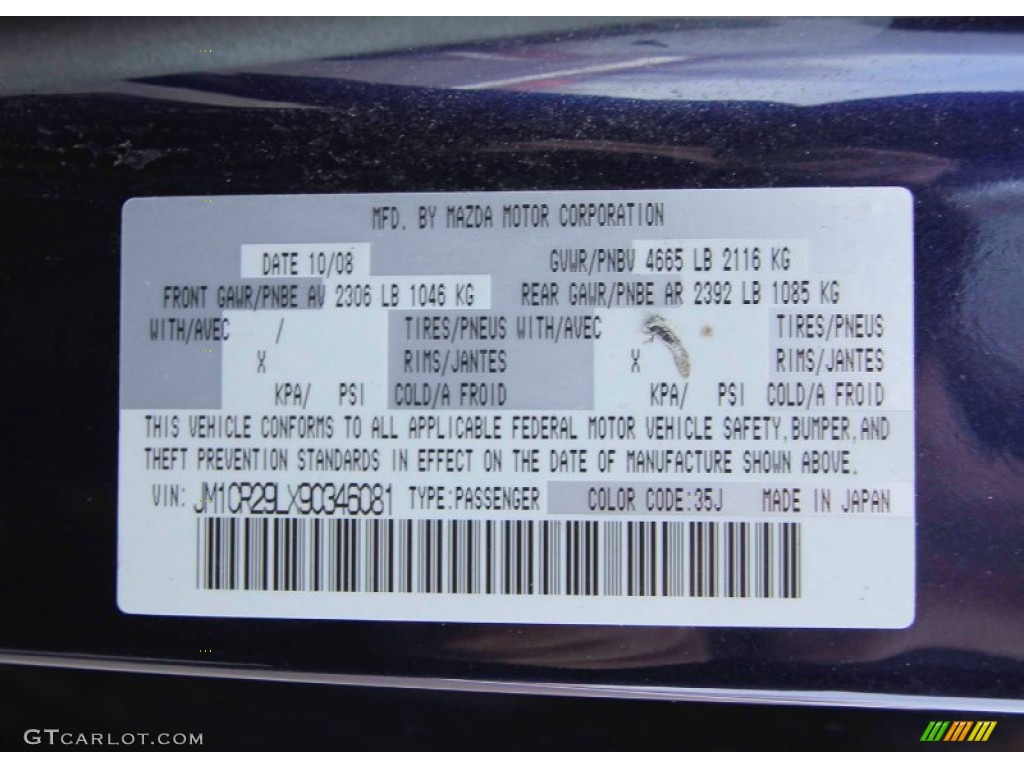 MFD. BY MAZDA MOTOR CORPORATION
DATE 10/08 GVWR/PNBV 4665 LB 2116 KG
FRONT GAWR/PNBE AV 2306 LB 1046 KG REAR GAWR/PNBE AR 2392 LB 1085 KG
WITH/AVEC / TIRES/PNEUS WITH/AVEC TIRES/PNEUS
X RIMS/JANTES X RIMS/JANTES
KPA/ PSI COLD/A FROID KPA/ PSI COLD/A FROID
THIS VEHICLE CONFORMS TO ALL APPLICABLE FEDERAL MOTOR VEHICLE SAFETY,BUMPER,AND
THEFT PREVENTION STANDARDS IN EFFECT ON THE DATE OF MANUFACTURE SHOWN ABOVE.
VIN: JM1CR29LX90346081 TYPE:PASSENGER COLOR CODE:35J MADE IN JAPAN
GTCARLOT.COM